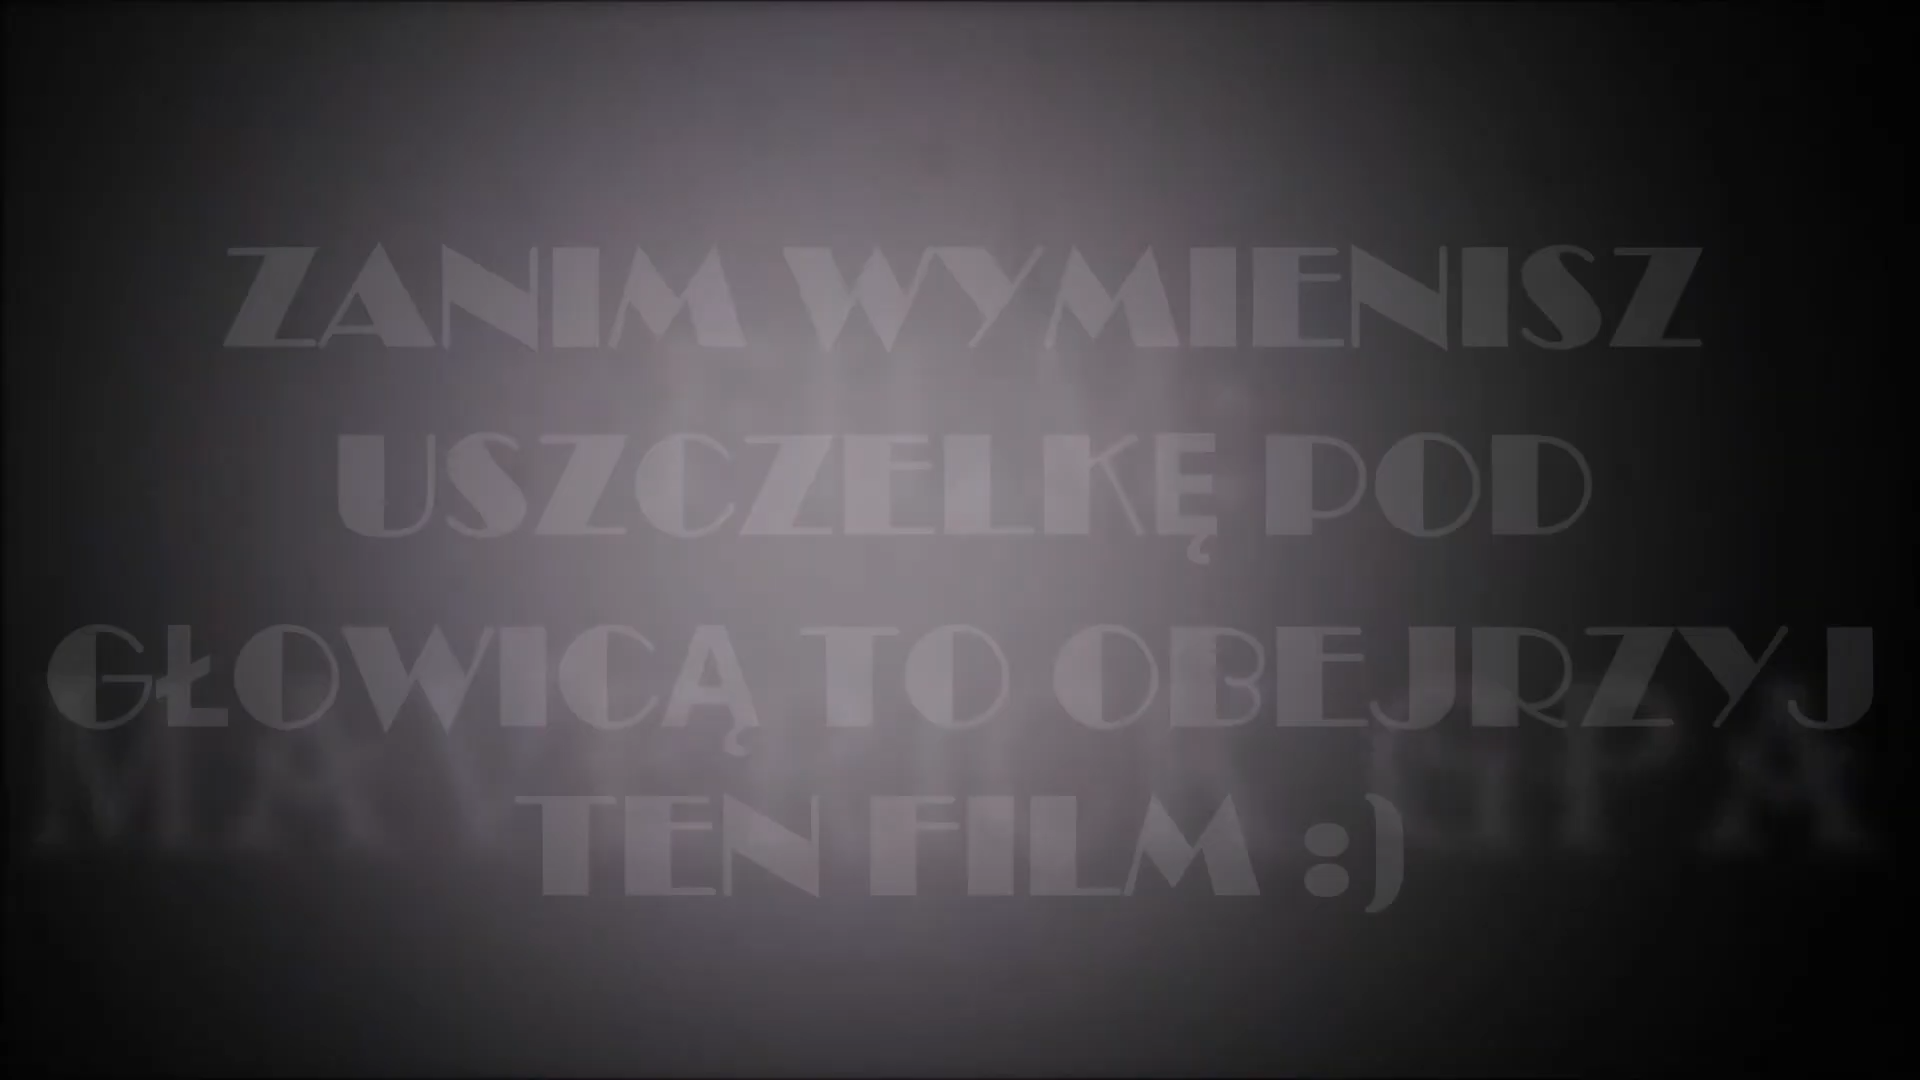 ZANIM WYMIENISZ
USZCZELKĘ POD
GŁOWICĄ TO OBEJRZYJ
TEN FILM :)